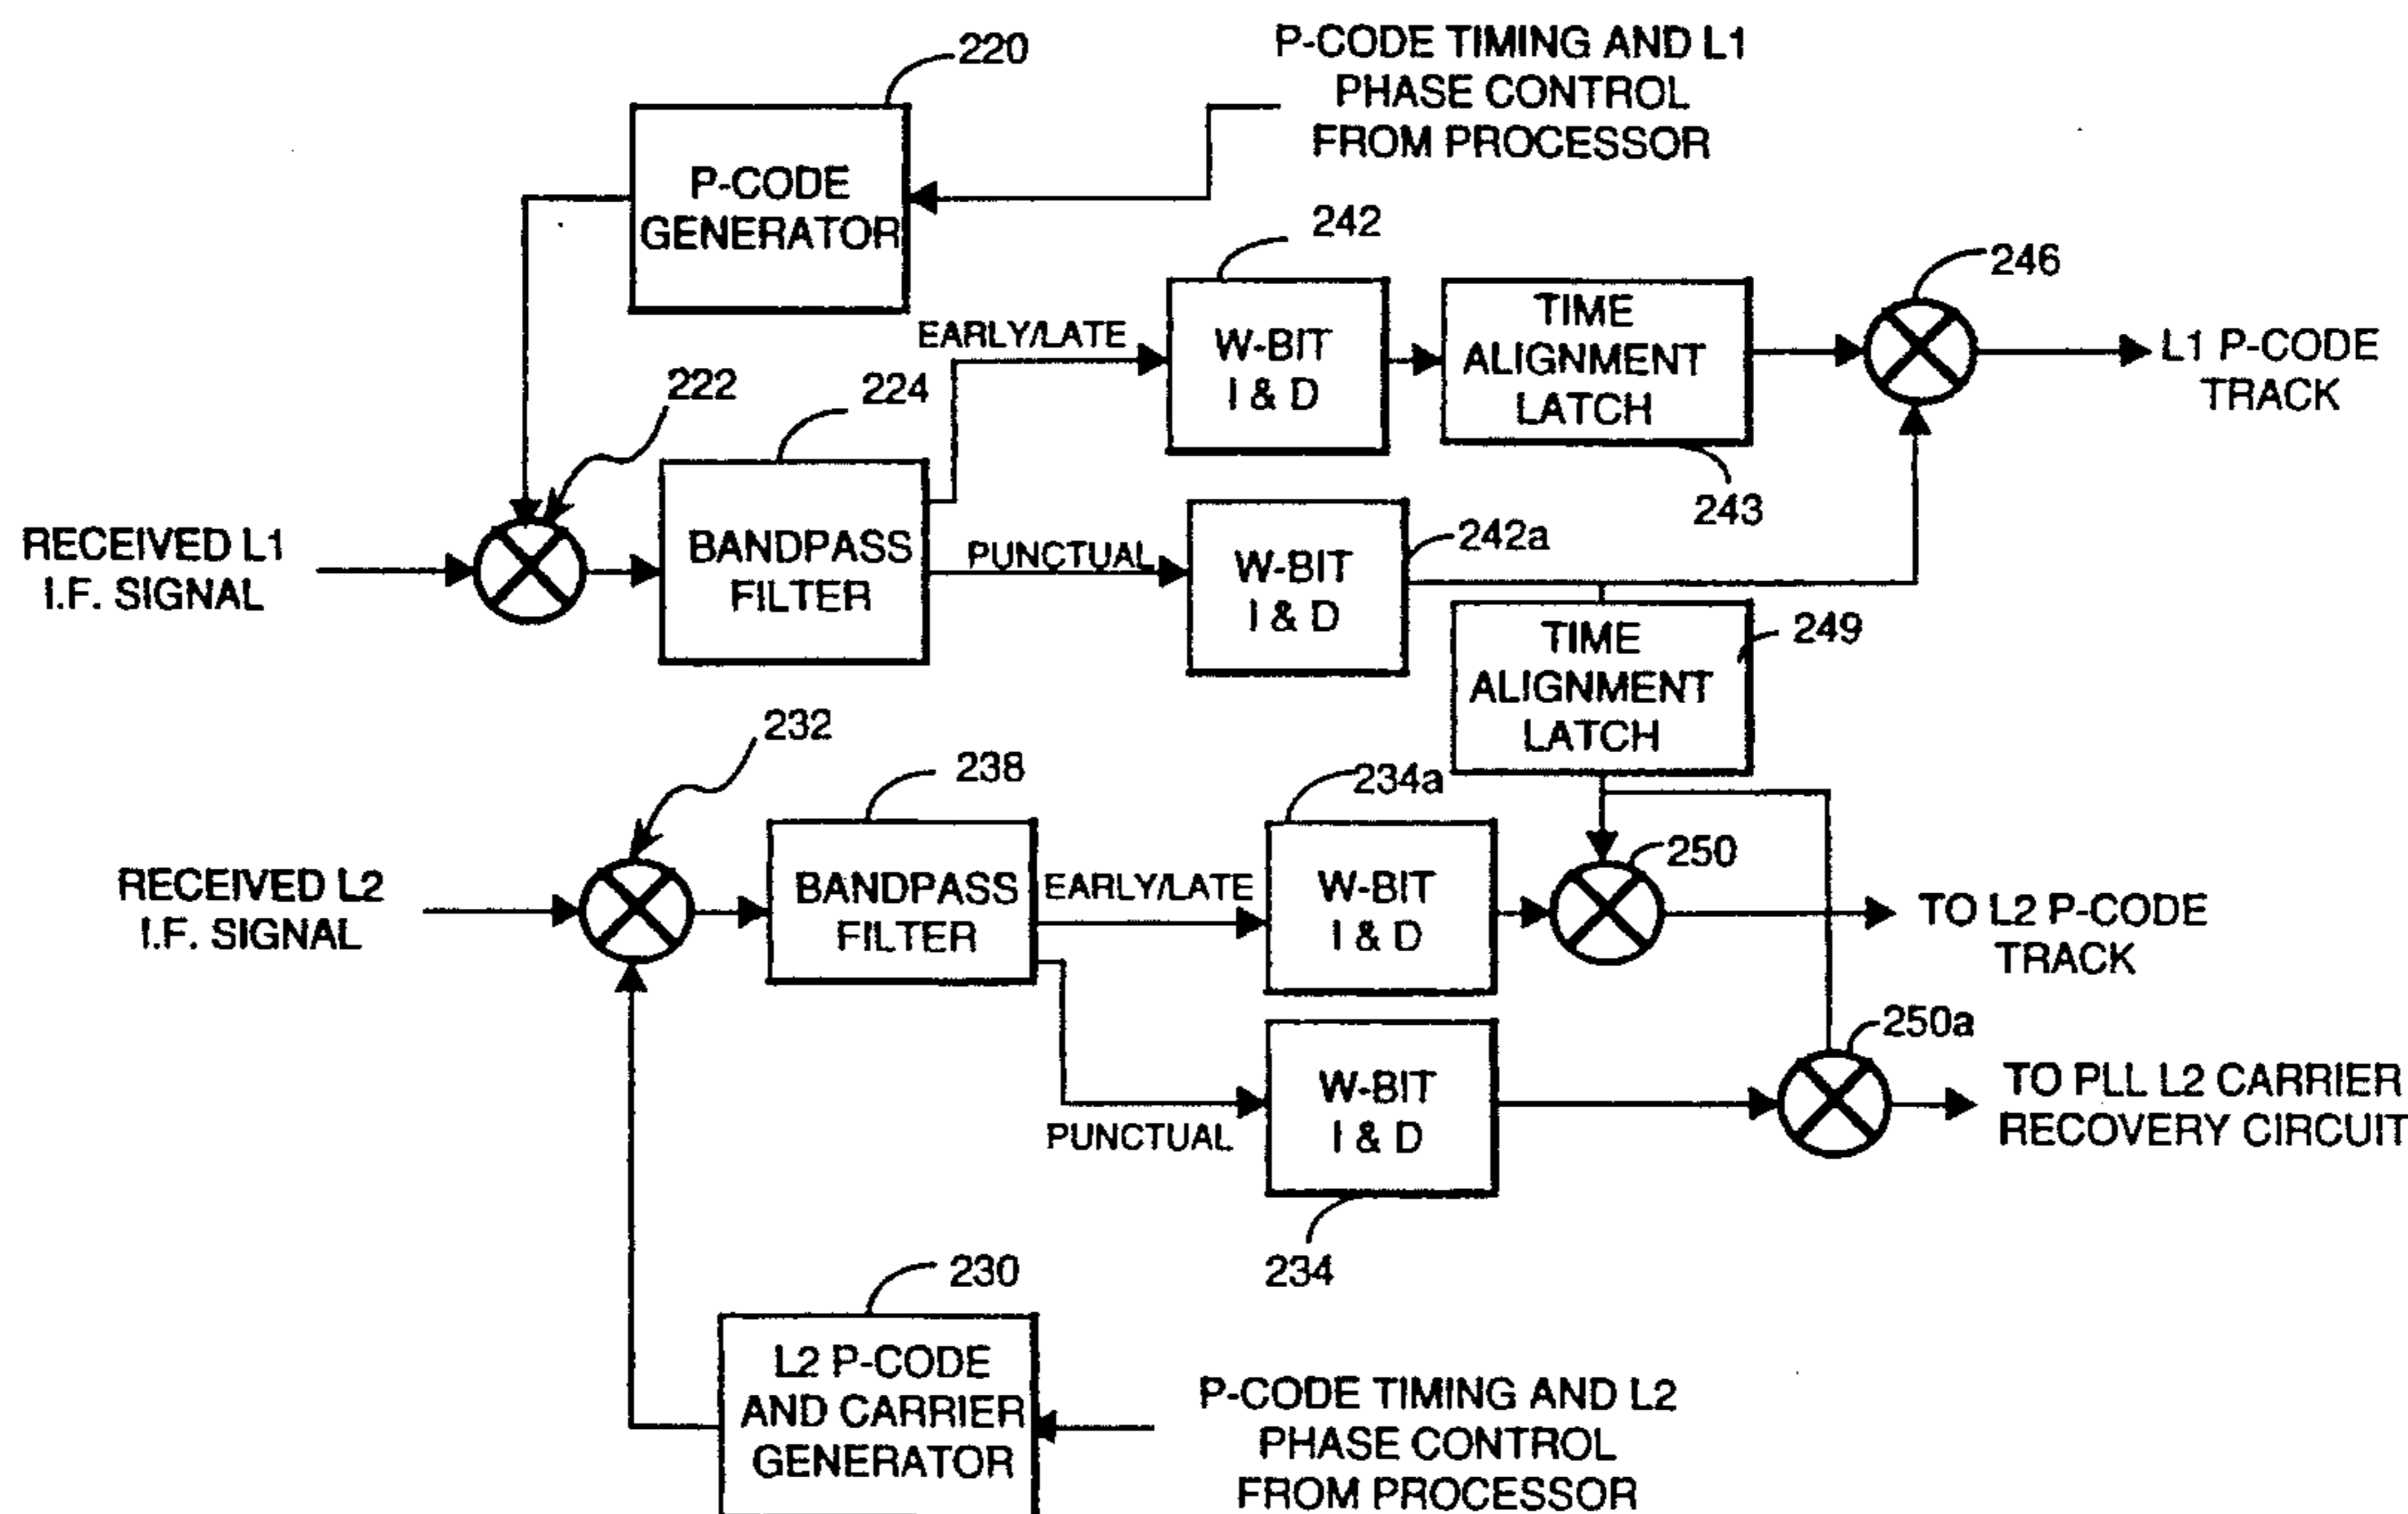 220
P-CODE TIMING AND L1
PHASE CONTROL
FROM PROCESSOR
P-CODE
GENERATOR
242
246
EARLY/LATE
W-BIT
I & D
TIME
ALIGNMENT
LATCH
L1 P-CODE
TRACK
222
224
243
RECEIVED L1
I.F. SIGNAL
BANDPASS
FILTER
PUNCTUAL
W-BIT
I & D
242a
TIME
ALIGNMENT
LATCH
249
232
238
234a
250
RECEIVED L2
I.F. SIGNAL
BANDPASS
FILTER
EARLY/LATE
W-BIT
I & D
TO L2 P-CODE
TRACK
250a
PUNCTUAL
W-BIT
I & D
TO PLL L2 CARRIER
RECOVERY CIRCUIT
234
230
L2 P-CODE
AND CARRIER
GENERATOR
P-CODE TIMING AND L2
PHASE CONTROL
FROM PROCESSOR